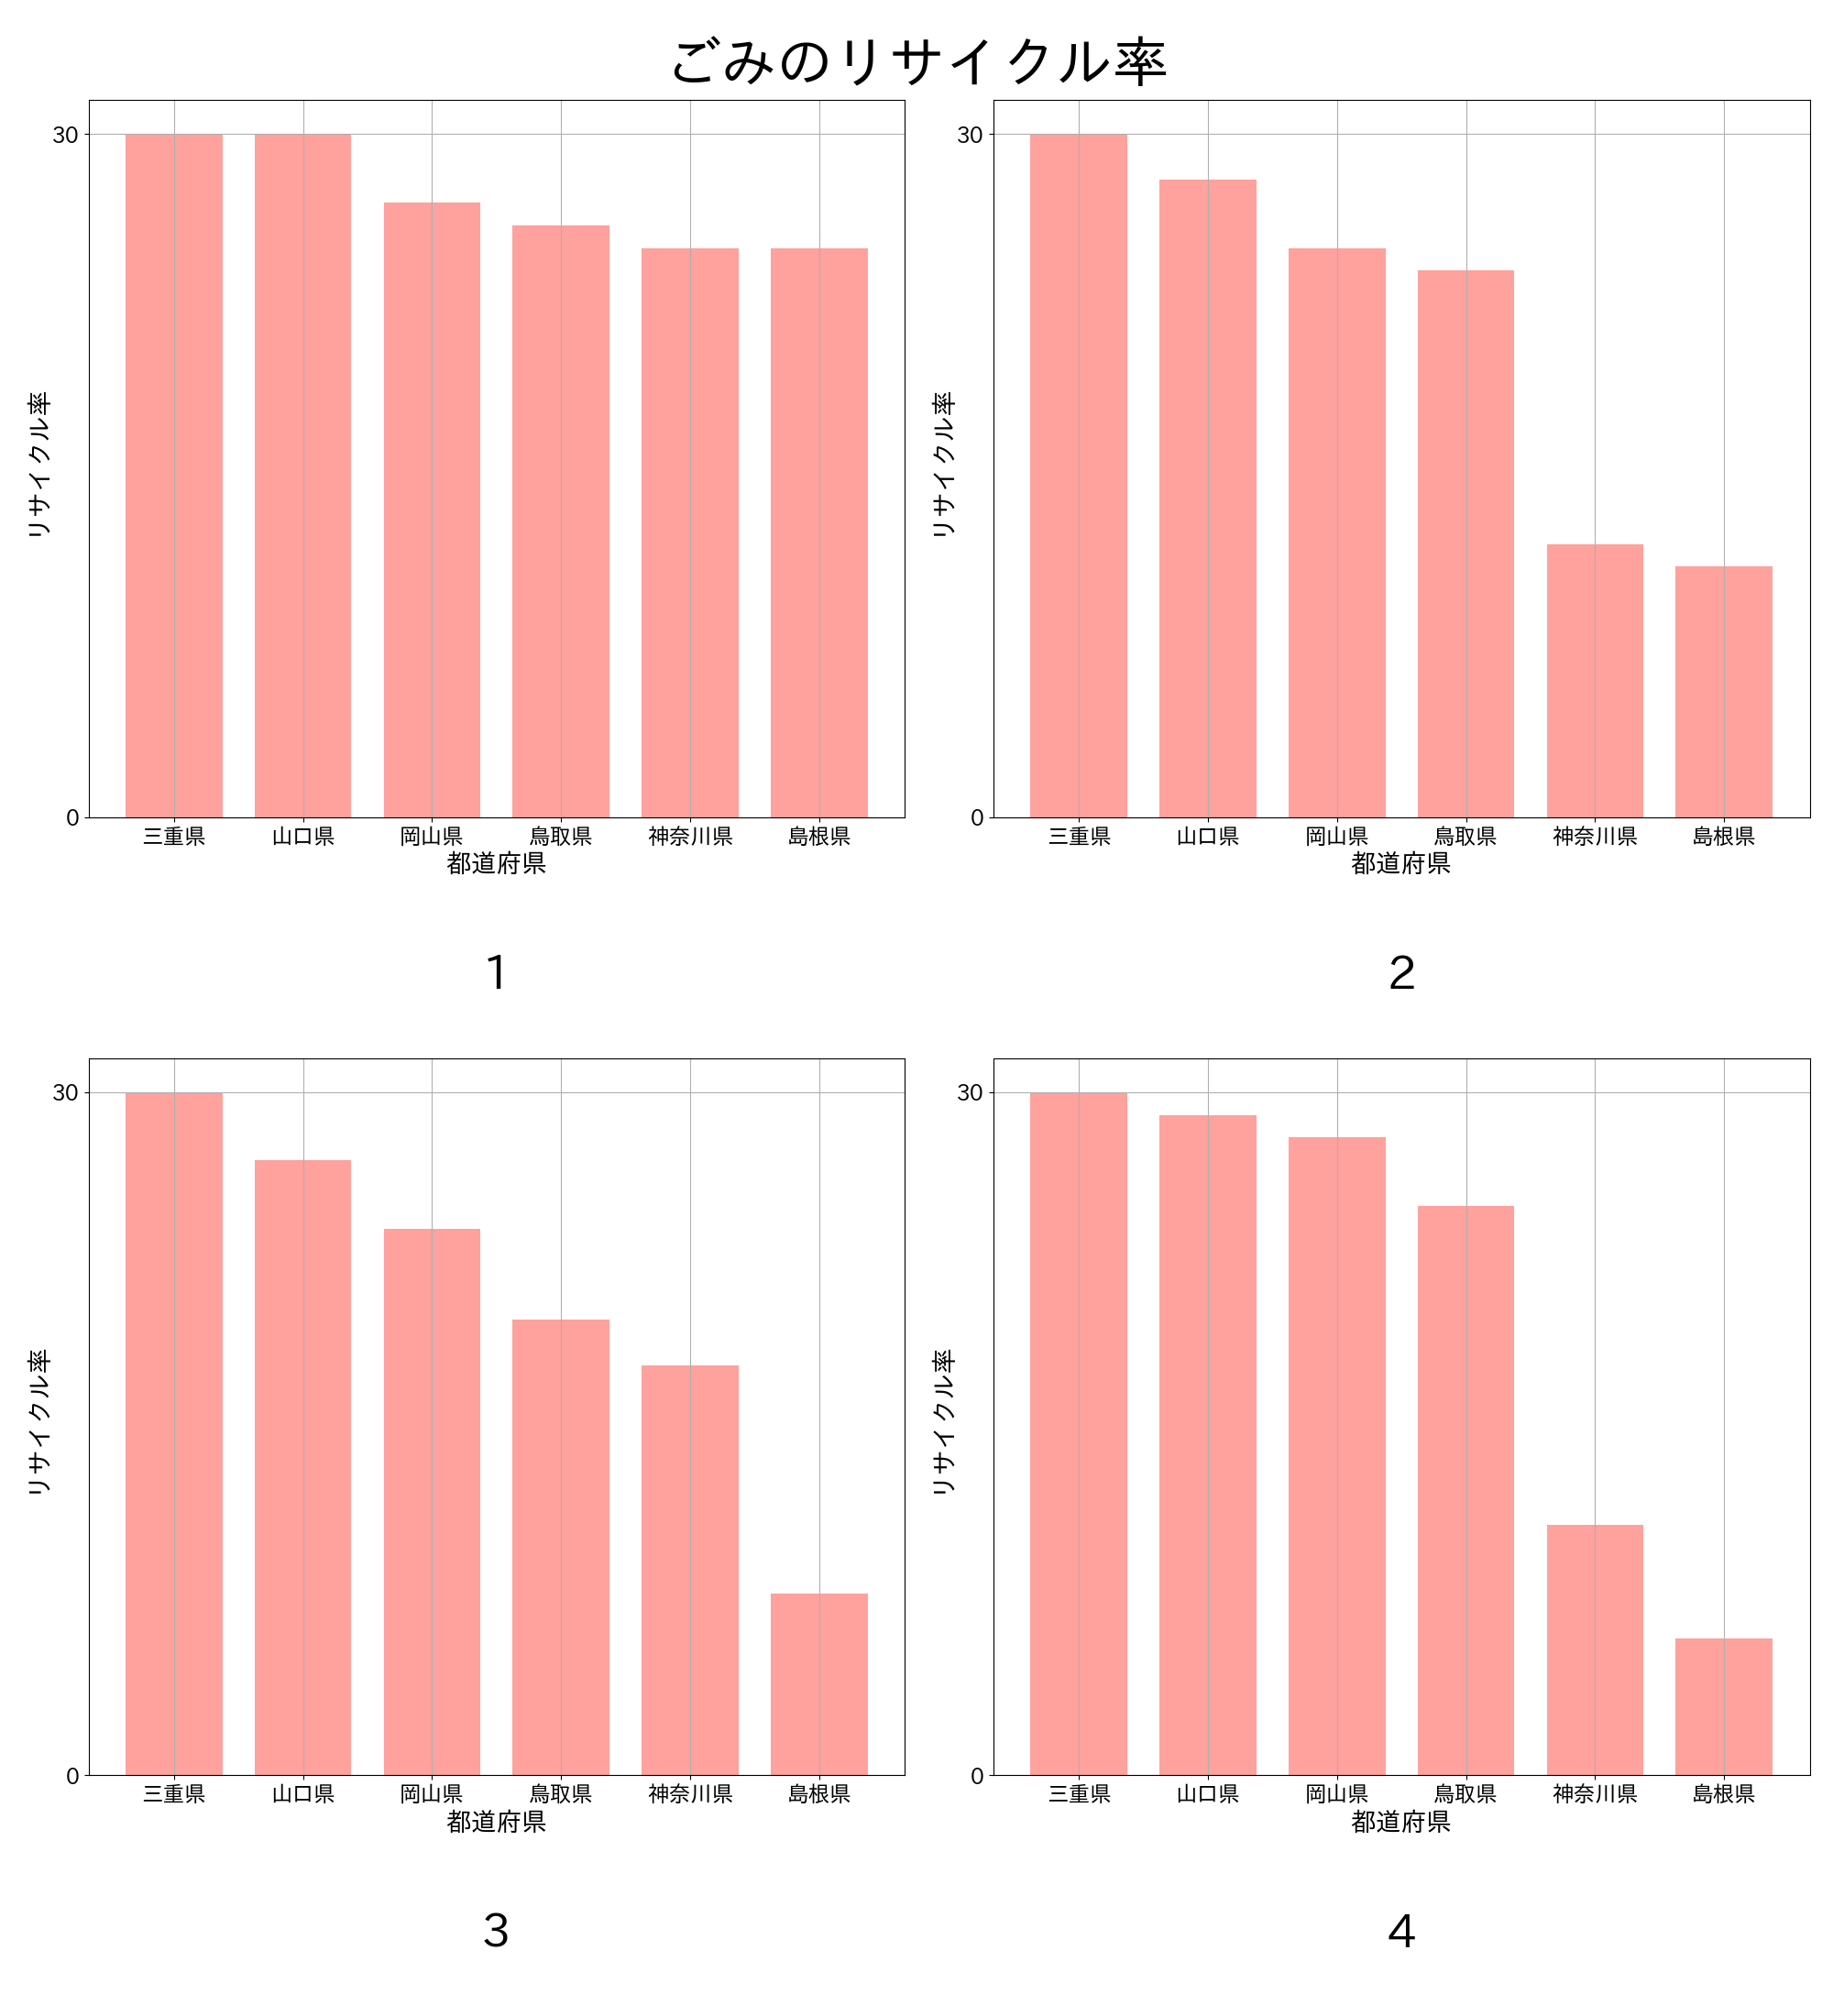 ごみのリサイクル率
30
0
リサイクル率
三重県 山口県 岡山県 鳥取県 神奈川県 島根県
都道府県
1
30
0
リサイクル率
三重県 山口県 岡山県 鳥取県 神奈川県 島根県
都道府県
2
30
0
リサイクル率
三重県 山口県 岡山県 鳥取県 神奈川県 島根県
都道府県
3
30
0
リサイクル率
三重県 山口県 岡山県 鳥取県 神奈川県 島根県
都道府県
4